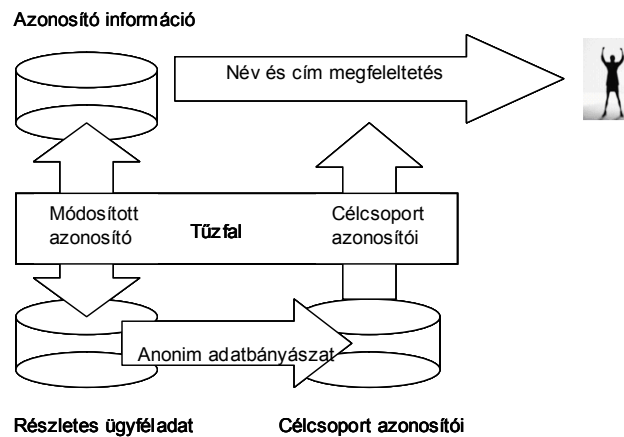 Azonosító információ
Név és cím megfeleltetés
Módosított
azonosító
Tűzfal
Célcsoport
azonosítói
Anonim adatbányászat
Részletes ügyféladat
Célcsoport azonosítói